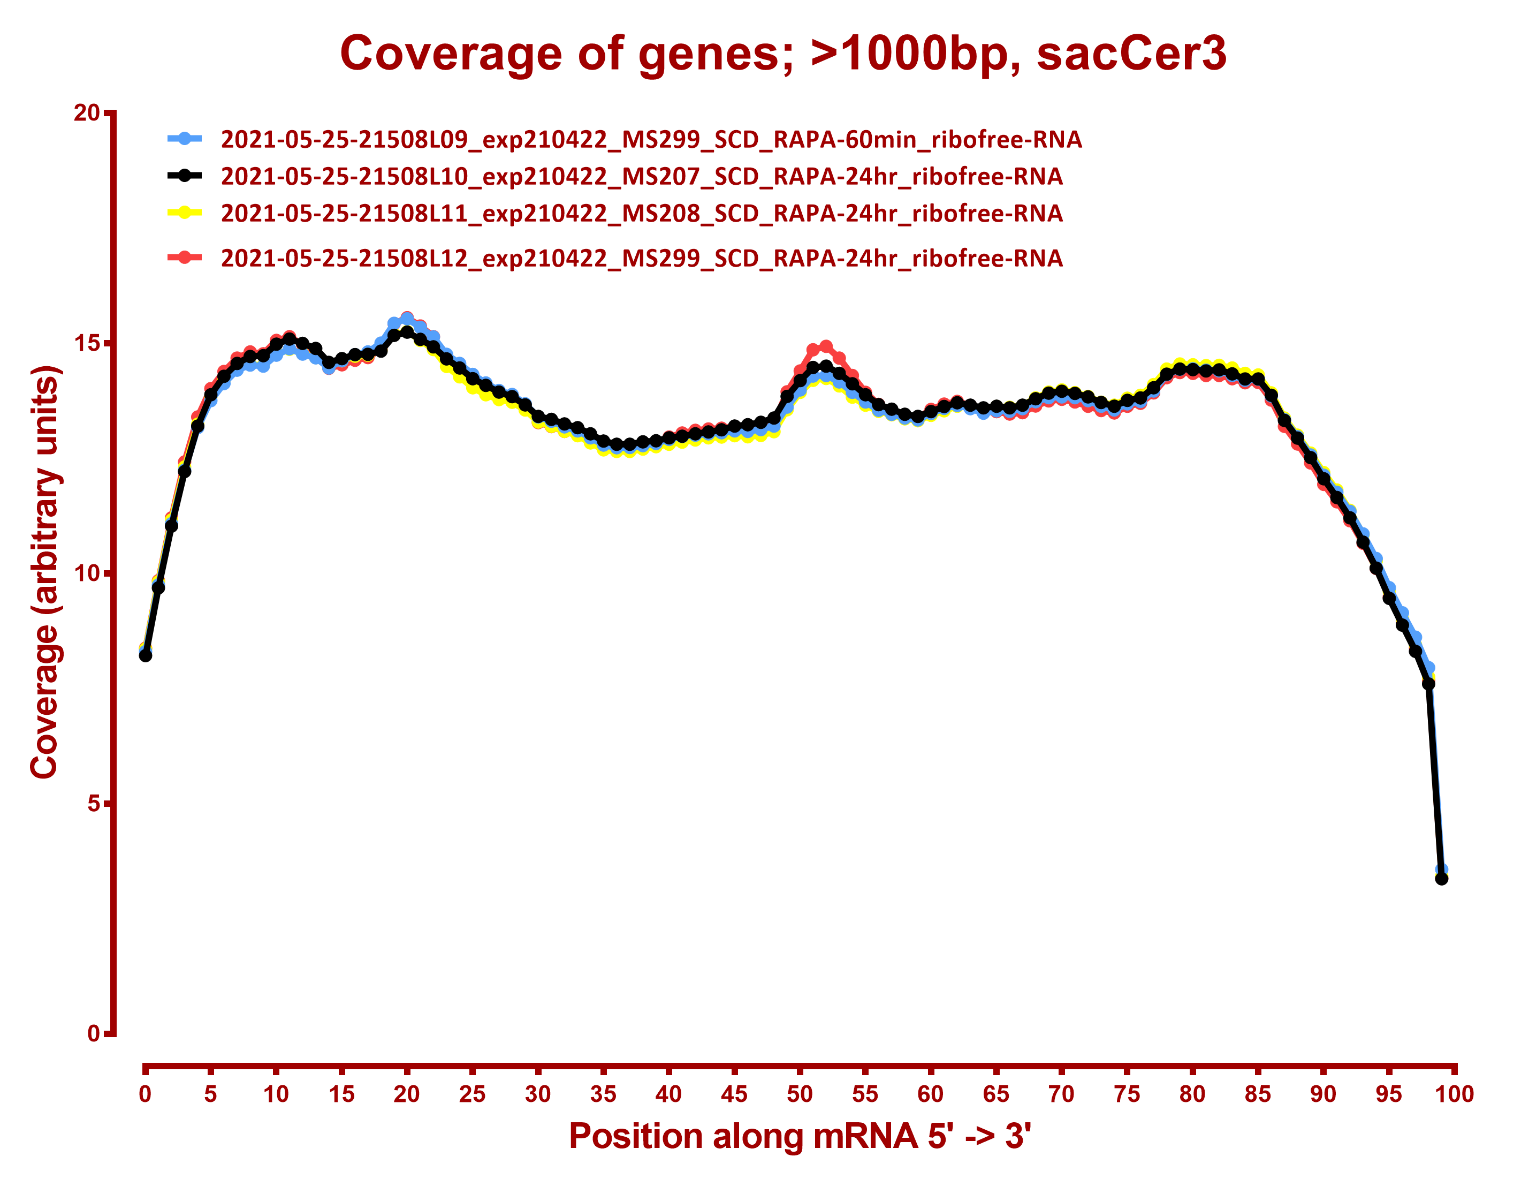 Coverage of genes; >1000bp, sacCer3
20
2021-05-25-21508L09_exp210422_MS299_SCD_RAPA-60min_ribofree-RNA
2021-05-25-21508L10_exp210422_MS207_SCD_RAPA-24hr_ribofree-RNA
2021-05-25-21508L11_exp210422_MS208_SCD_RAPA-24hr_ribofree-RNA
2021-05-25-21508L12_exp210422_MS299_SCD_RAPA-24hr_ribofree-RNA
15
10
5
0
Coverage (arbitrary units)
0 5 10 15 20 25 30 35 40 45 50 55 60 65 70 75 80 85 90 95 100
Position along mRNA 5' -> 3'